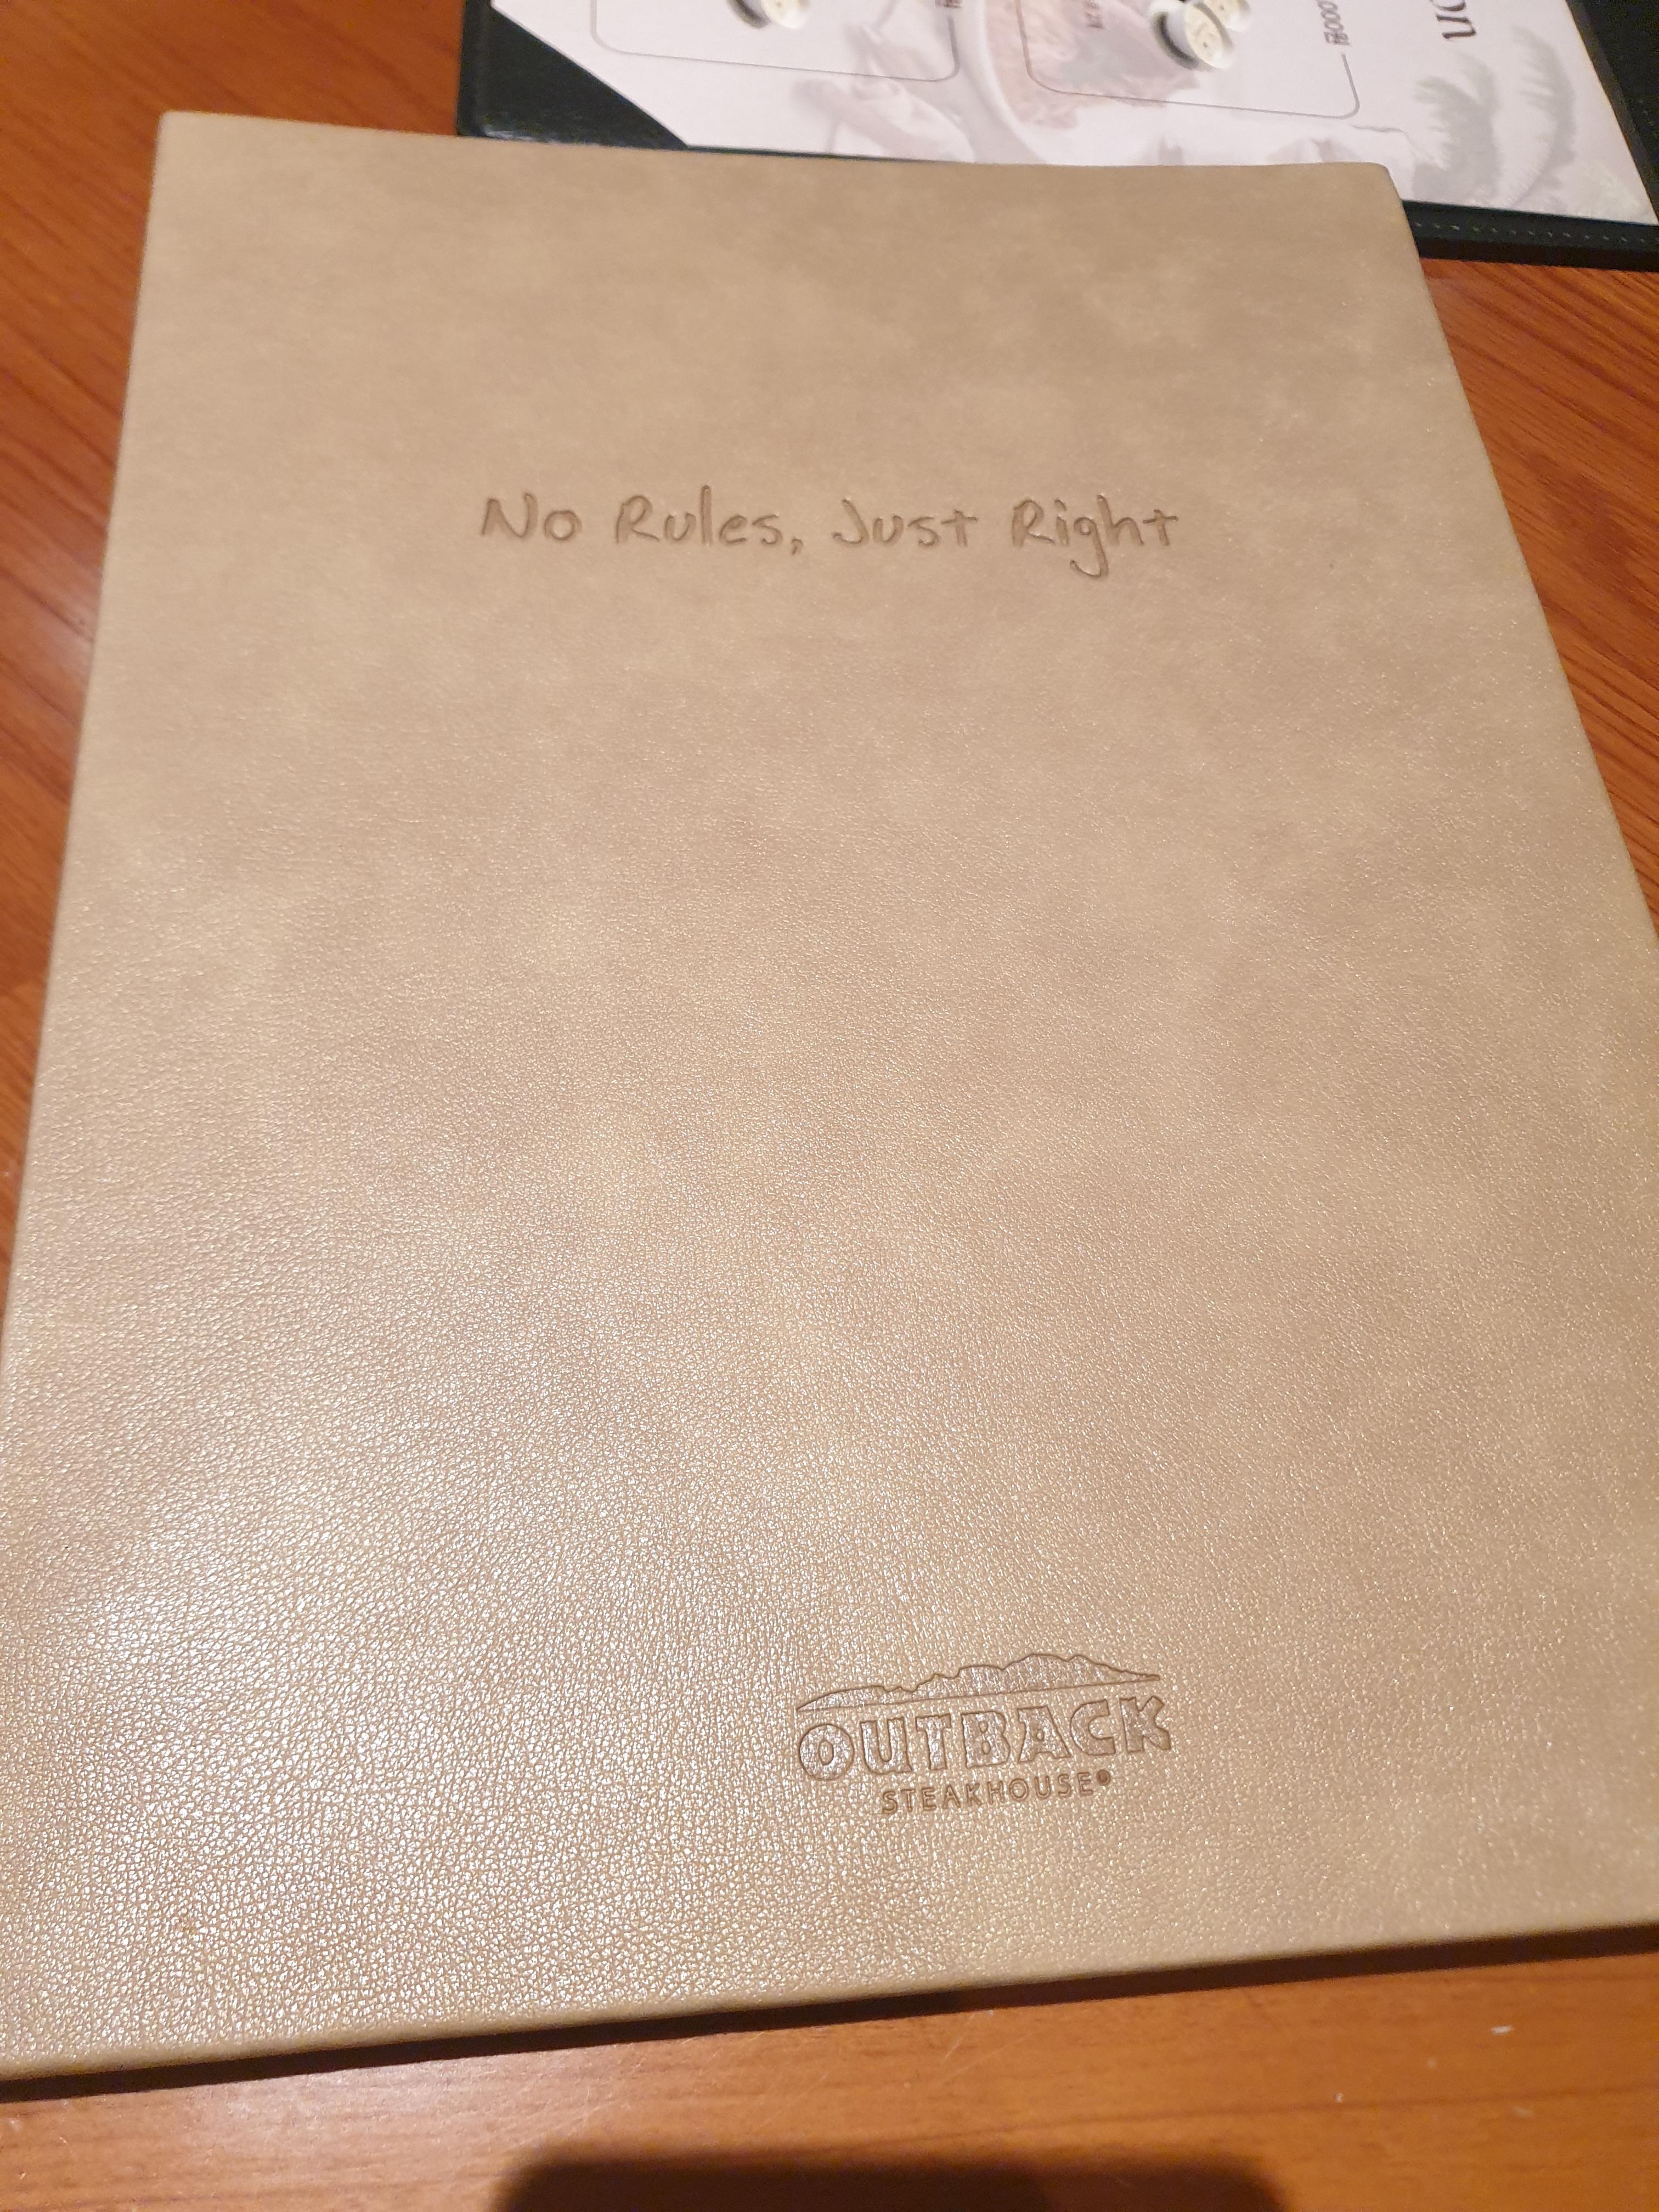 No Rules, Just Right
OUTBACK
STEAKHOUSE®